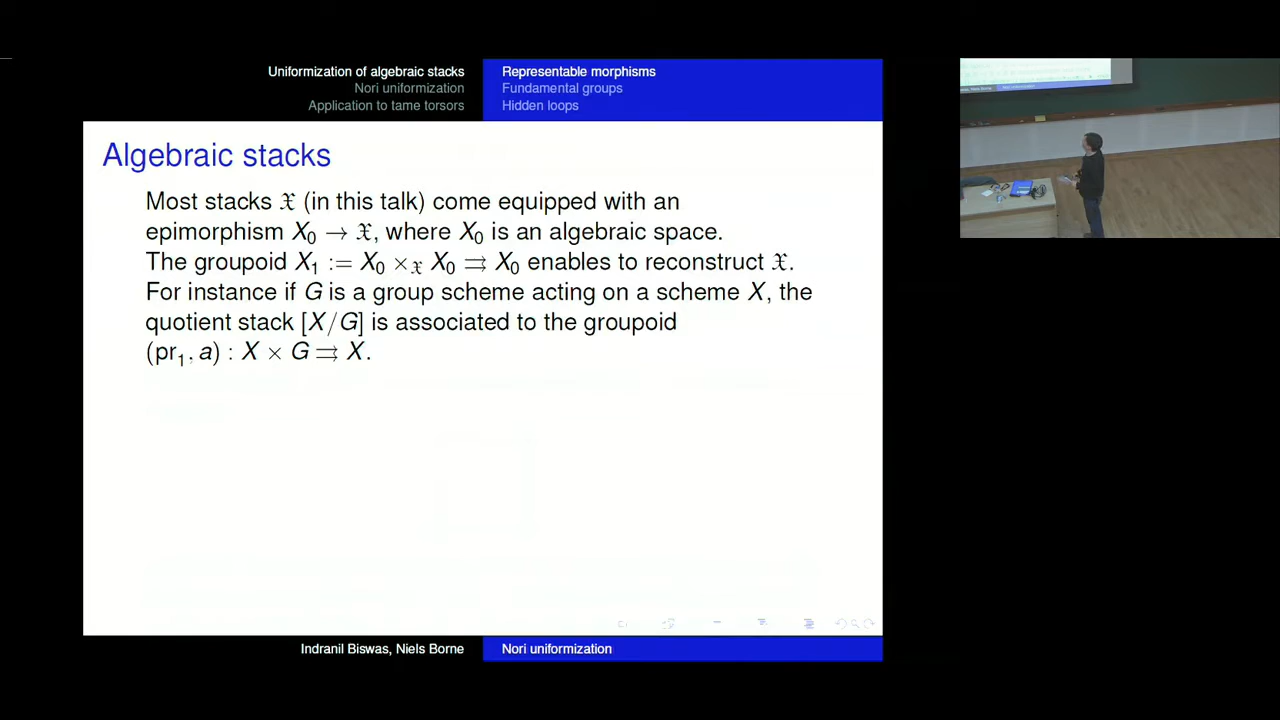 Uniformization of algebraic stacks
Nori uniformization
Application to tame torsors
Representable morphisms
Fundamental groups
Hidden loops
Algebraic stacks
Most stacks 𝔛 (in this talk) come equipped with an
epimorphism X₀ → 𝔛, where X₀ is an algebraic space.
The groupoid X₁ := X₀ ×_𝔛 X₀ ⇉ X₀ enables to reconstruct 𝔛.
For instance if G is a group scheme acting on a scheme X, the
quotient stack [X/G] is associated to the groupoid
(pr₁, a) : X × G ⇉ X.
Indranil Biswas, Niels Borne
Nori uniformization